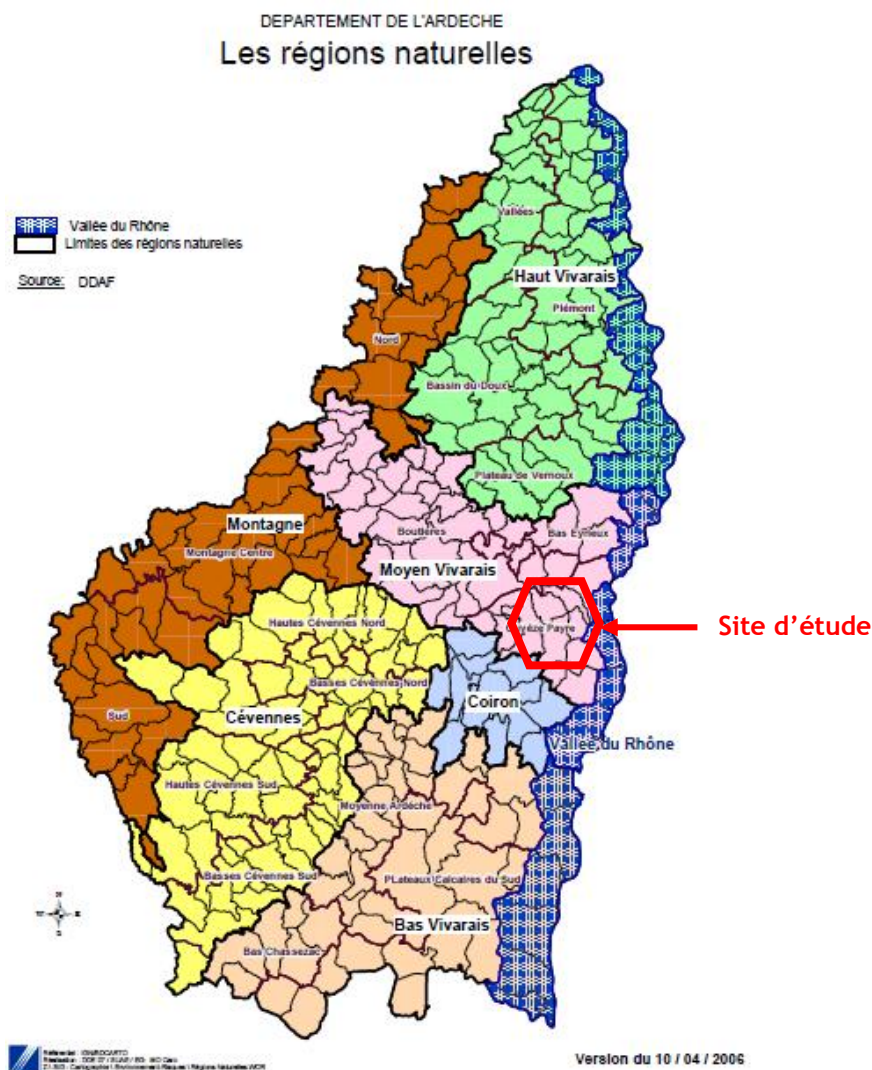 DEPARTEMENT DE L'ARDECHE
Les régions naturelles
Vallée du Rhône
Limites des régions naturelles
Source: DDAF
Vallées
Haut Vivarais
Plémont
Nord
Bassin du Doux
Plateau de Vernoux
Montagne
Boutières
Bas Eyrieux
Montagne Centre
Moyen Vivarais
Hautes Cévennes Nord
Payre
Site d'étude
Basses Cévennes Nord
Coiron
Sud
Cévennes
Vallée du Rhône
Hautes Cévennes Sud
Moyenne Ardèche
Basses Cévennes Sud
PLateaux Calcaires du Sud
N
W
E
S
Bas Vivarais
Bas Chassezac
Version du 10 / 04 / 2006